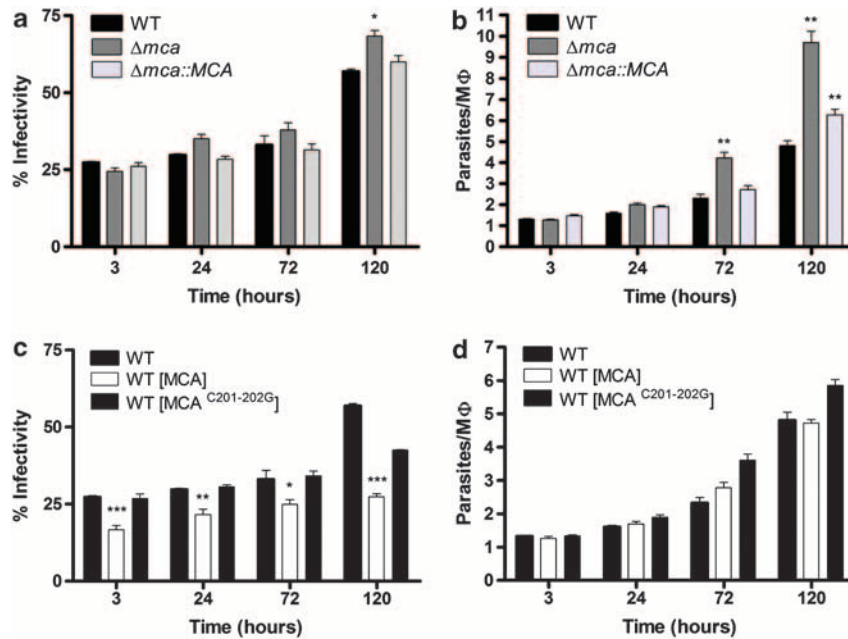 a
% Infectivity
75
50
25
0
WT
Δmca
Δmca::MCA
*
3 24 72 120
Time (hours)
b
Parasites/MΦ
11
10
9
8
7
6
5
4
3
2
1
0
WT
Δmca
Δmca::MCA
**
**
**
3 24 72 120
Time (hours)
c
% Infectivity
75
50
25
0
WT
WT [MCA]
WT [MCA C201-202G]
***
**
*
***
3 24 72 120
Time (hours)
d
Parasites/MΦ
7
6
5
4
3
2
1
0
WT
WT [MCA]
WT [MCA C201-202G]
3 24 72 120
Time (hours)